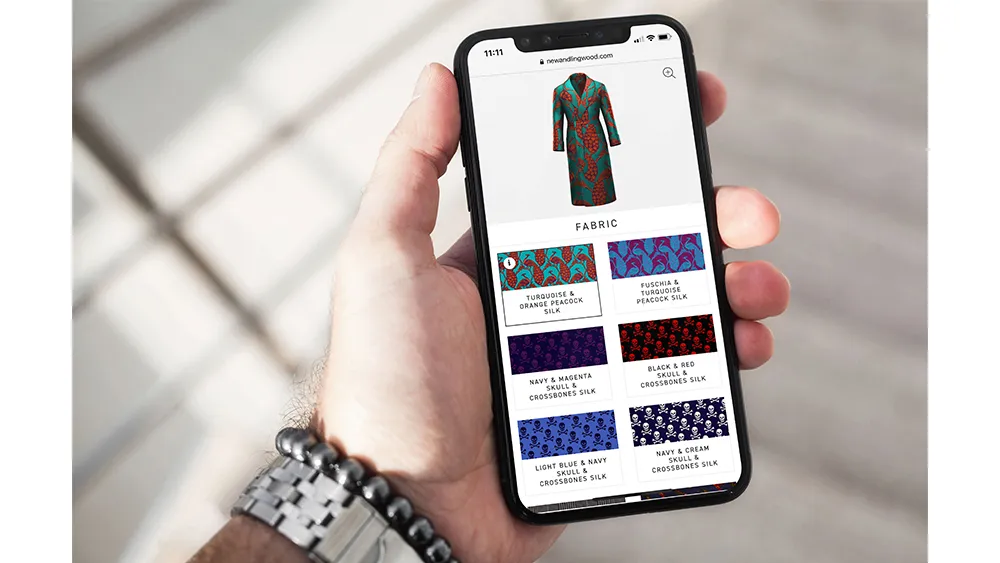 11:11
newandlingwood.com
FABRIC
TURQUOISE &
ORANGE PEACOCK
SILK
FUSCHIA &
TURQUOISE
PEACOCK SILK
NAVY & MAGENTA
SKULL &
CROSSBONES SILK
BLACK & RED
SKULL &
CROSSBONES SILK
LIGHT BLUE & NAVY
SKULL &
CROSSBONES SILK
NAVY & CREAM
SKULL &
CROSSBONES SILK